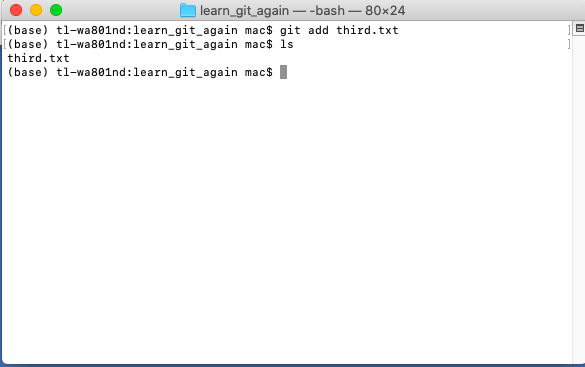 learn_git_again — -bash — 80×24
[(base) tl-wa801nd:learn_git_again mac$ git add third.txt ]
[(base) tl-wa801nd:learn_git_again mac$ ls ]
third.txt
(base) tl-wa801nd:learn_git_again mac$